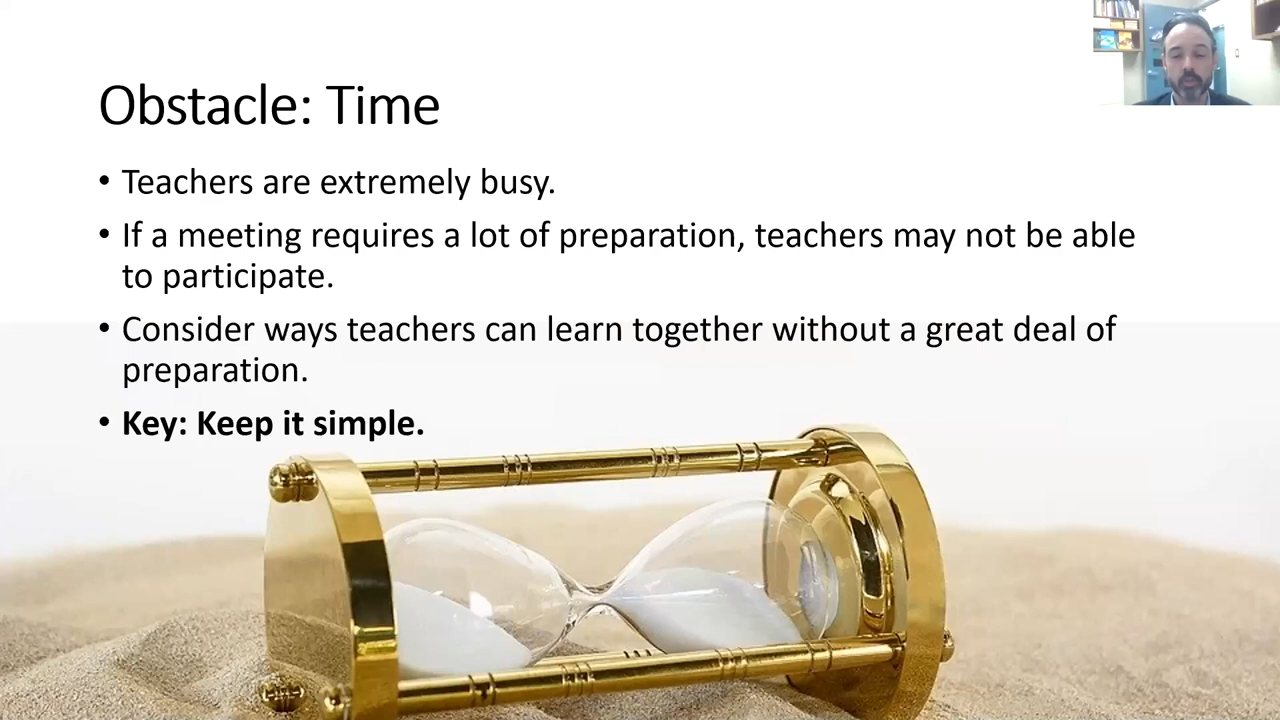 Obstacle: Time
• Teachers are extremely busy.
• If a meeting requires a lot of preparation, teachers may not be able
to participate.
• Consider ways teachers can learn together without a great deal of
preparation.
• Key: Keep it simple.